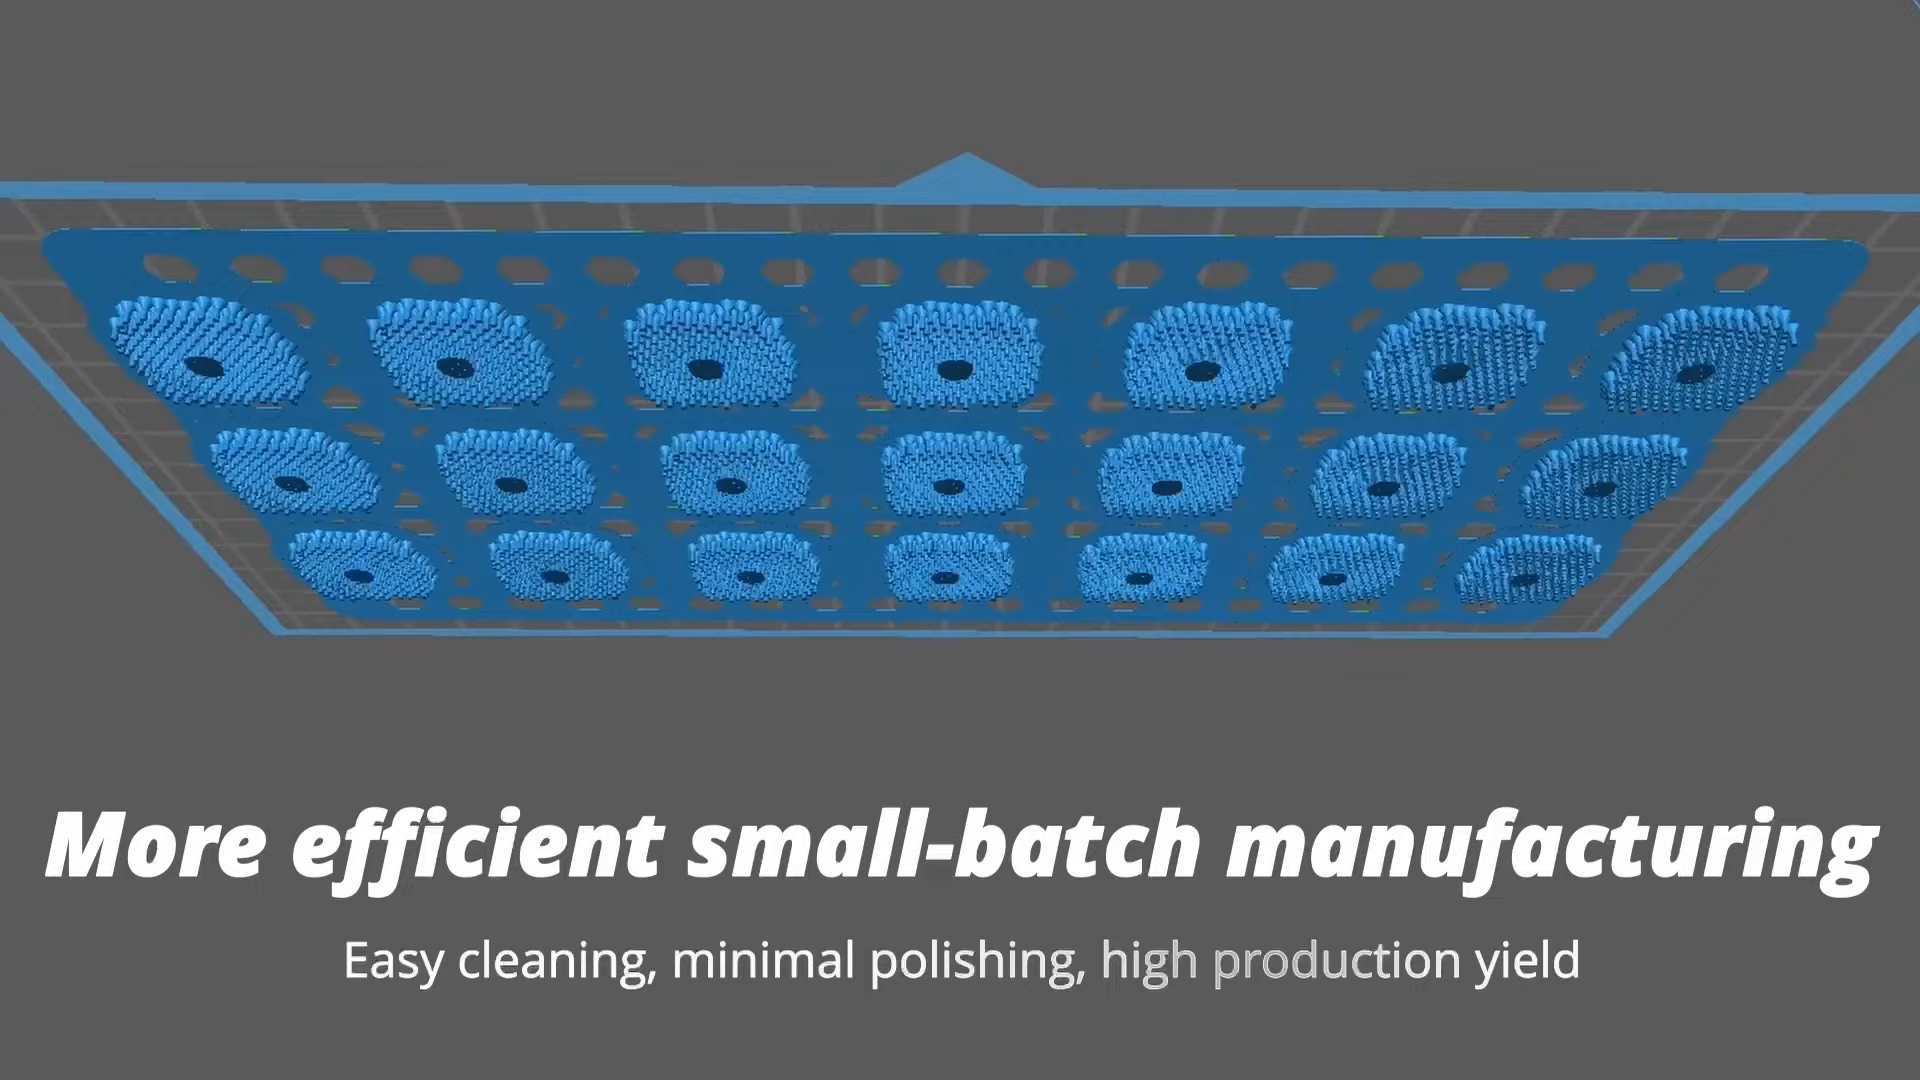 More efficient small-batch manufacturing
Easy cleaning, minimal polishing, high production yield